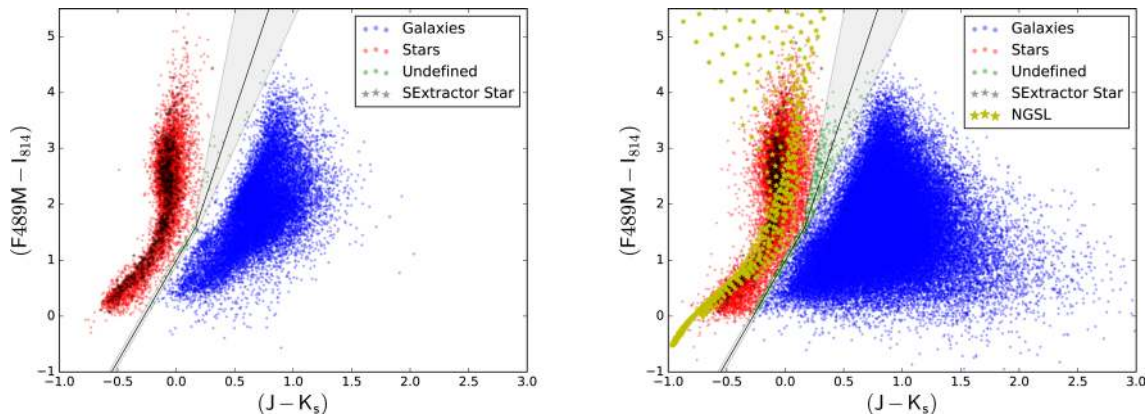 5
4
3
2
1
0
−1
−1.0 −0.5 0.0 0.5 1.0 1.5 2.0 2.5 3.0
(J − Kₛ)
(F489M − I₈₁₄)
Galaxies
Stars
Undefined
SExtractor Star
5
4
3
2
1
0
−1
−1.0 −0.5 0.0 0.5 1.0 1.5 2.0 2.5 3.0
(J − Kₛ)
(F489M − I₈₁₄)
Galaxies
Stars
Undefined
SExtractor Star
NGSL